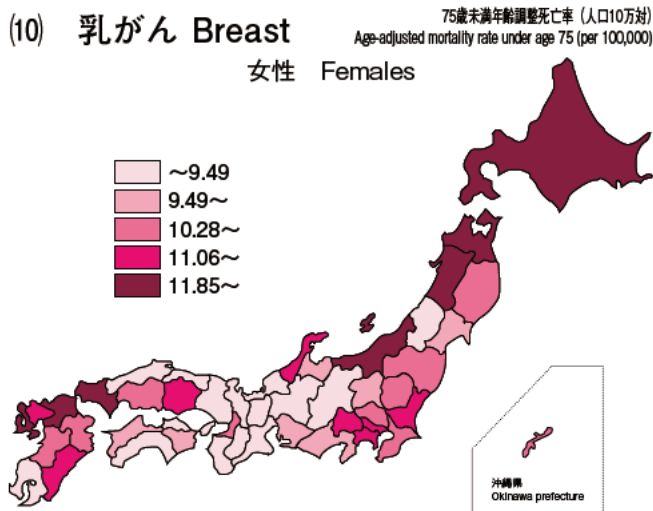 (10) 乳がん Breast
75歳未満年齢調整死亡率（人口10万対）
Age-adjusted mortality rate under age 75 (per 100,000)
女性 Females
～9.49
9.49～
10.28～
11.06～
11.85～
沖縄県
Okinawa prefecture